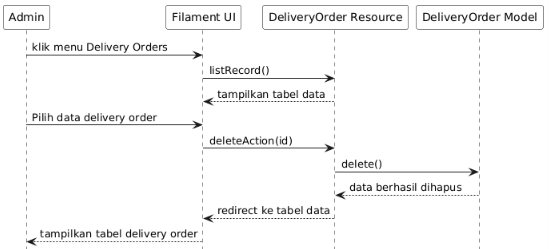 Admin
Filament UI
DeliveryOrder Resource
DeliveryOrder Model
klik menu Delivery Orders
listRecord()
tampilkan tabel data
Pilih data delivery order
deleteAction(id)
delete()
data berhasil dihapus
redirect ke tabel data
tampilkan tabel delivery order